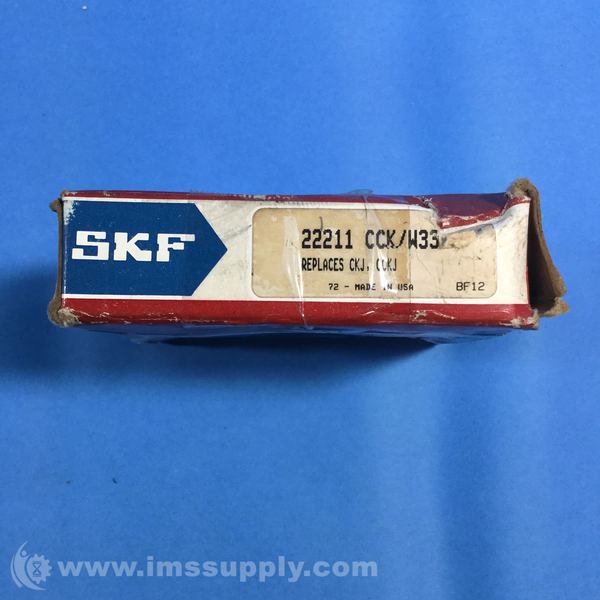 SKF
22211 CCK/W33
REPLACES CKJ, CCKJ
72 - MADE IN USA BF12
www.imssupply.com